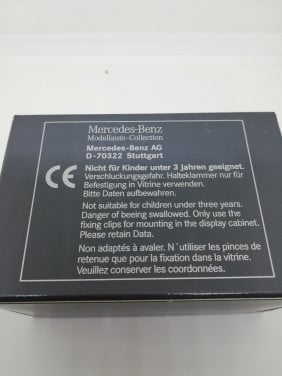 Mercedes-Benz
Modellauto-Collection
Mercedes-Benz AG
D-70322 Stuttgart
CE
Nicht für Kinder unter 3 Jahren geeignet.
Verschluckungsgefahr. Halteklammer nur für
Befestigung in Vitrine verwenden.
Bitte Daten aufbewahren.
Not suitable for children under three years.
Danger of beeing swallowed. Only use the
fixing clips for mounting in the display cabinet.
Please retain Data.
Non adaptés à avaler. N´utiliser les pinces de
retenue que pour la fixation dans la vitrine.
Veuillez conserver les coordonnées.